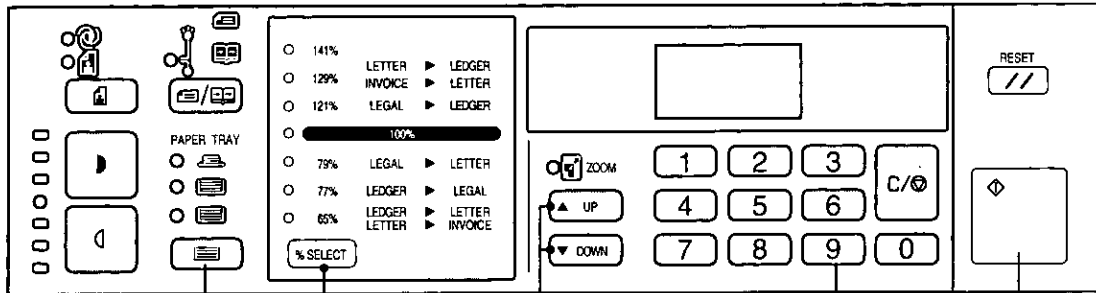 141%
LETTER ▶ LEDGER
129%
INVOICE ▶ LETTER
121% LEGAL ▶ LEDGER
100%
79% LEGAL ▶ LETTER
77% LEDGER ▶ LEGAL
65%
LEDGER ▶ LETTER
LETTER ▶ INVOICE
% SELECT
PAPER TRAY
ZOOM
▲ UP
▼ DOWN
1 2 3
C/
4 5 6
7 8 9 0
RESET
//